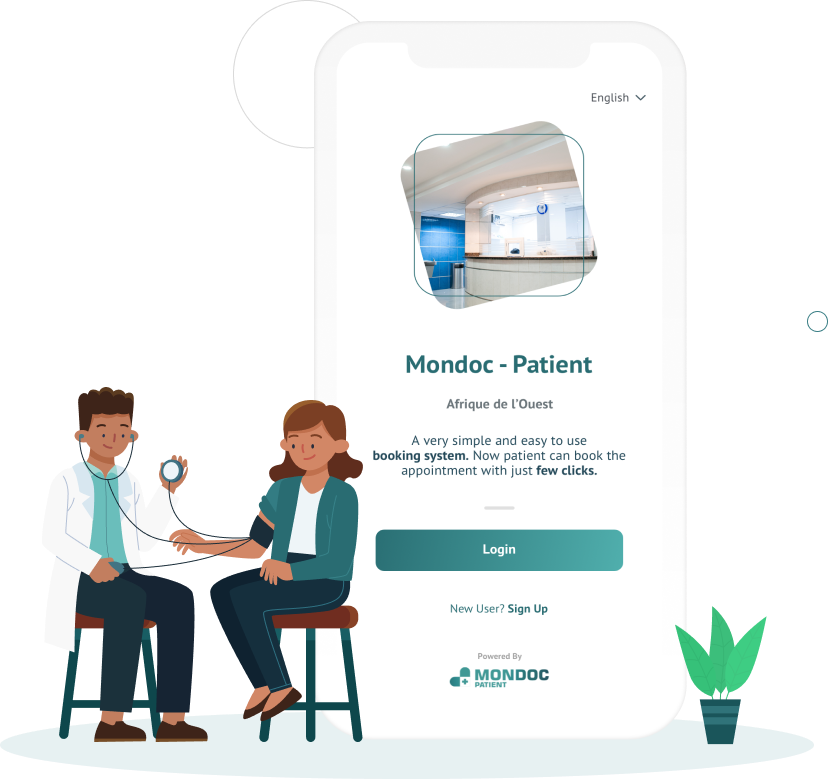 English
Mondoc - Patient
Afrique de l'Ouest
A very simple and easy to use
booking system. Now patient can book the
appointment with just few clicks.
Login
New User? Sign Up
Powered By
MONDOC
PATIENT